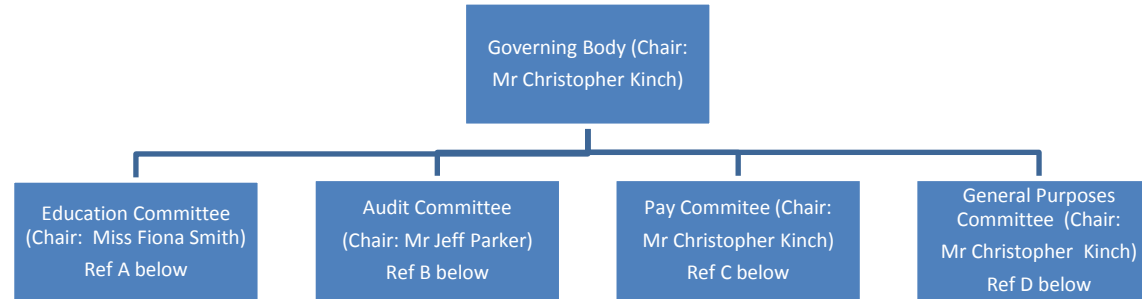 Governing Body (Chair:
Mr Christopher Kinch)
Education Committee
(Chair: Miss Fiona Smith)
Ref A below
Audit Committee
(Chair: Mr Jeff Parker)
Ref B below
Pay Commitee (Chair:
Mr Christopher Kinch)
Ref C below
General Purposes
Committee (Chair:
Mr Christopher Kinch)
Ref D below